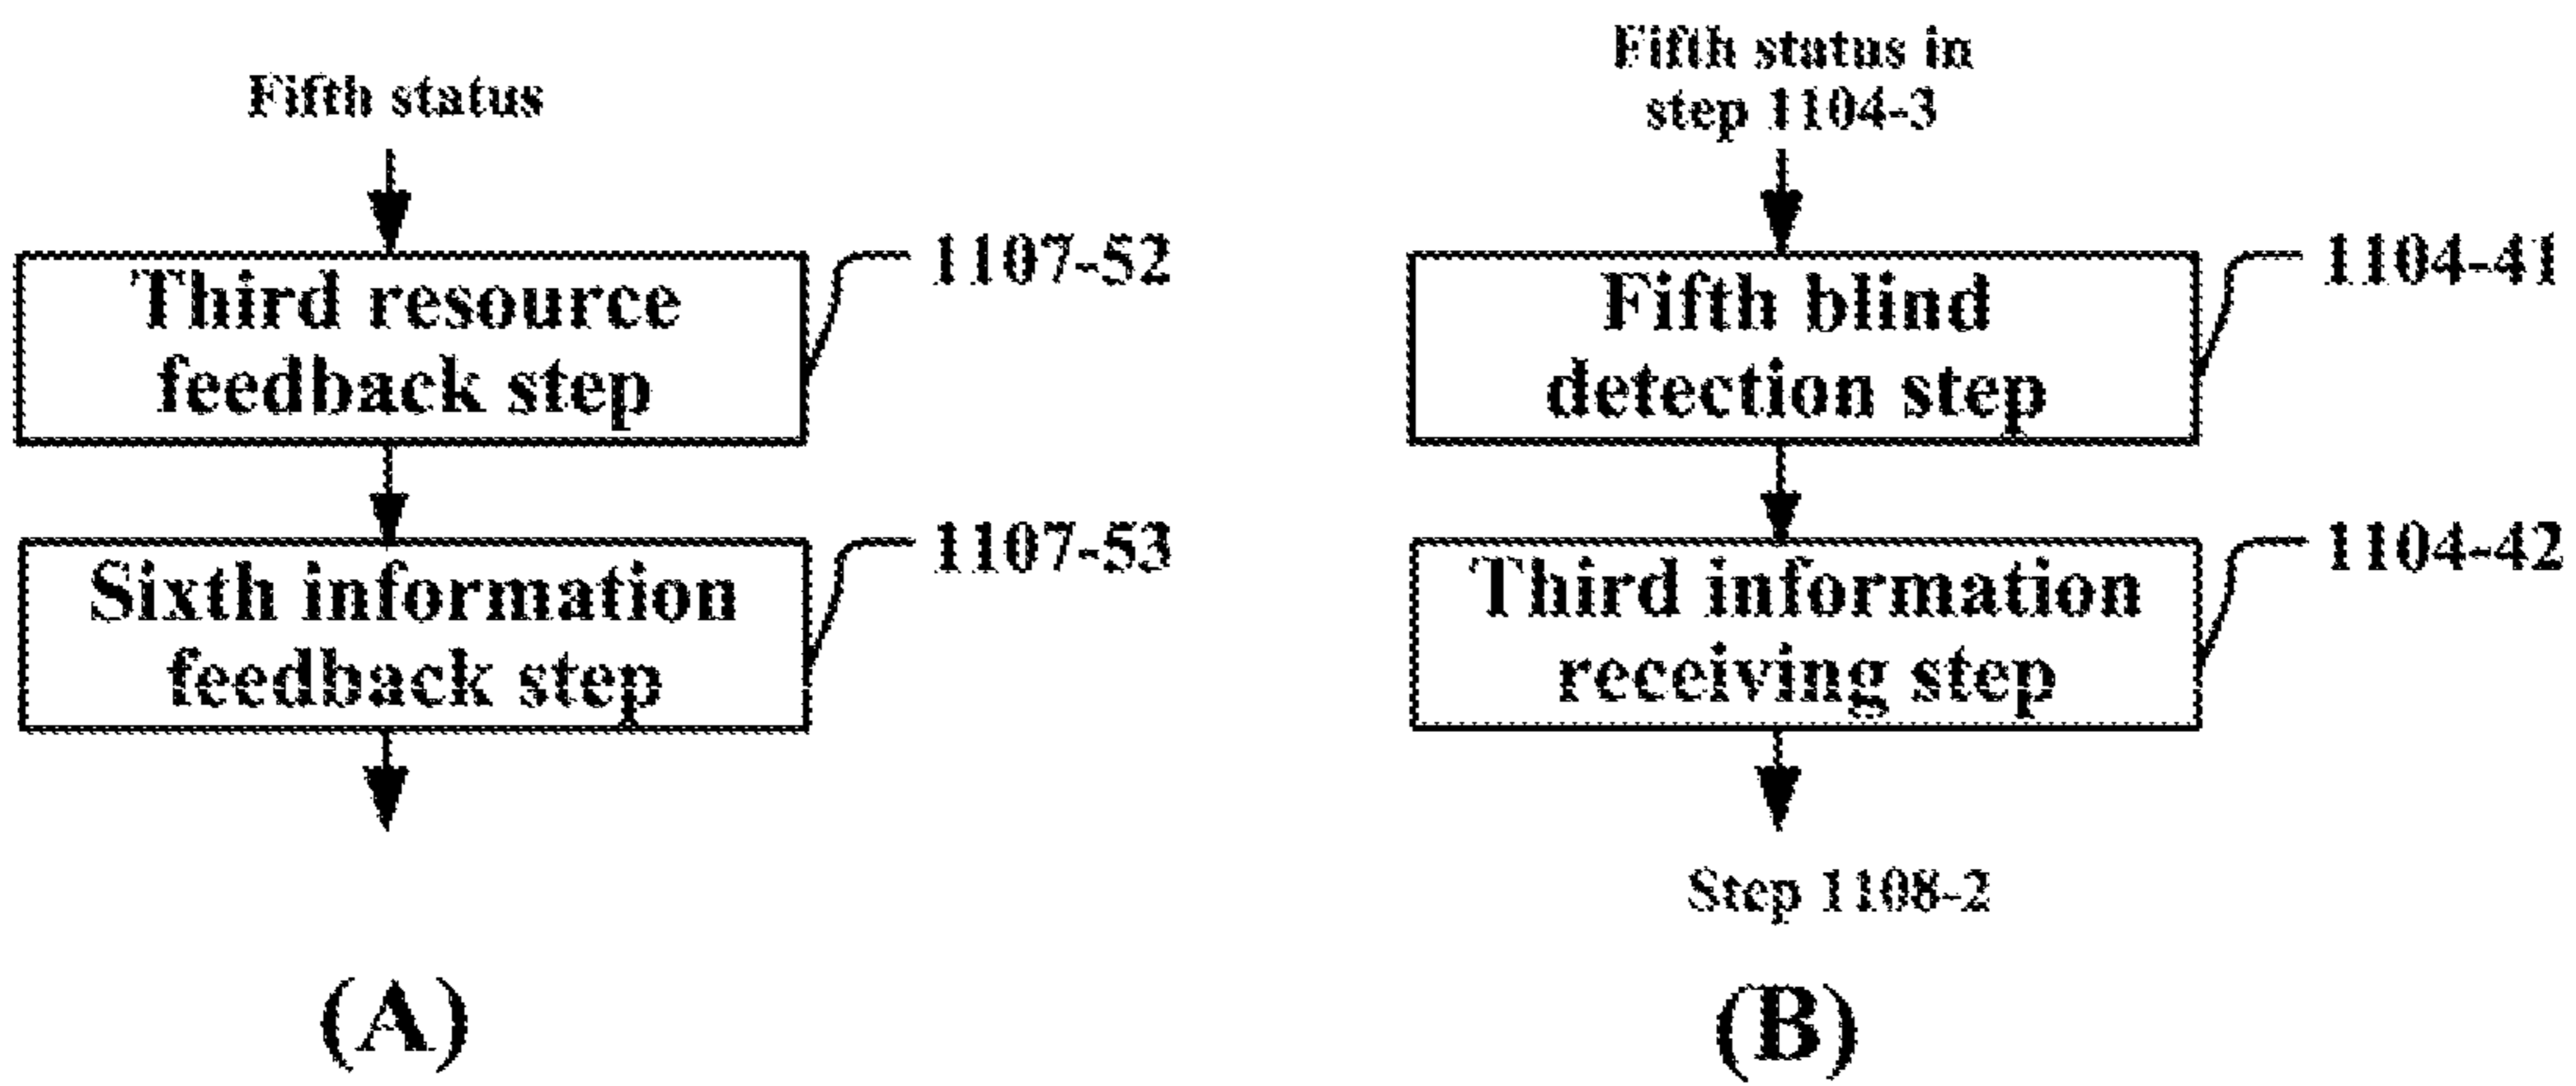 Fifth status
1107-52
Third resource
feedback step
1107-53
Sixth information
feedback step
(A)
Fifth status in
step 1104-3
1104-41
Fifth blind
detection step
1104-42
Third information
receiving step
Step 1108-2
(B)